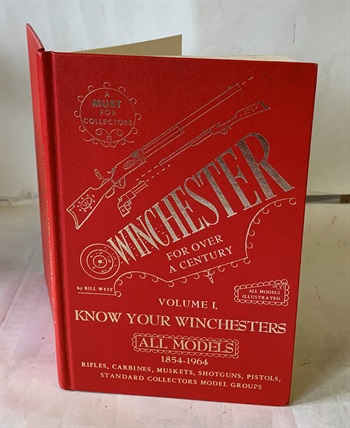 A
MUST
FOR
COLLECTORS
WINCHESTER
FOR OVER
A CENTURY
by BILL WEST
ALL MODELS
ILLUSTRATED
VOLUME I,
KNOW YOUR WINCHESTERS
ALL MODELS
1854-1964
RIFLES, CARBINES, MUSKETS, SHOTGUNS, PISTOLS,
STANDARD COLLECTORS MODEL GROUPS